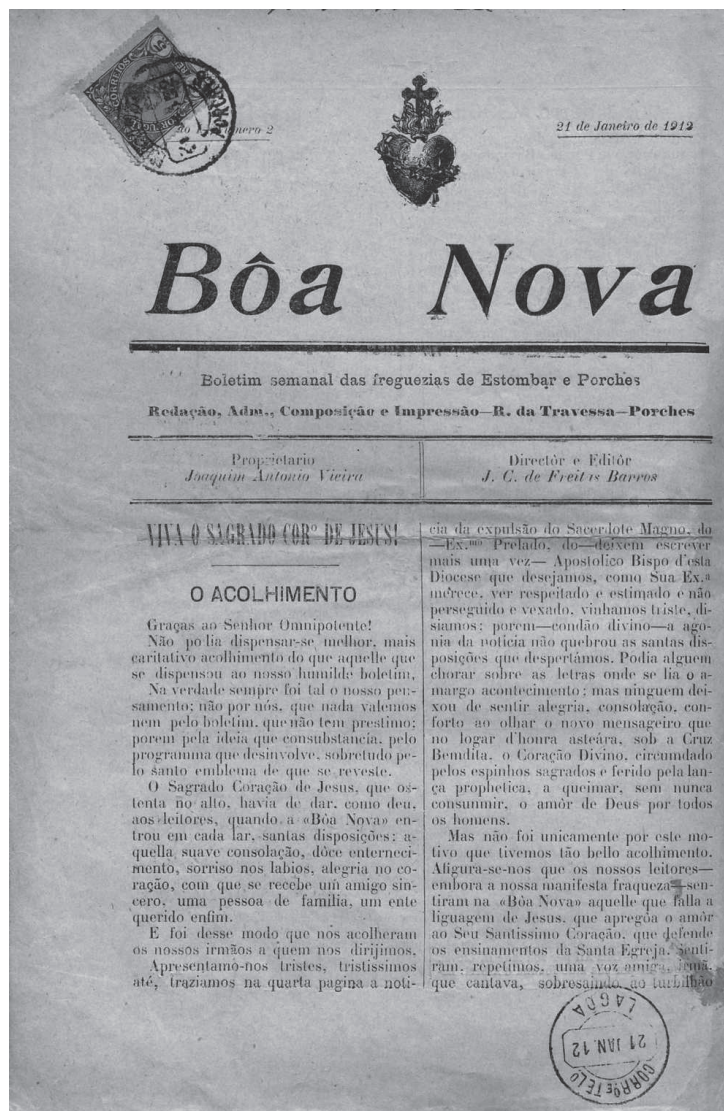 CORREIOS
numero 2
21 de Janeiro de 1912
Bôa Nova
Boletim semanal das freguezias de Estombar e Porches
Redação, Adm., Composição e Impressão—R. da Travessa—Porches
Proprietario
Joaquim Antonio Vieira
Directôr e Editôr
J. C. de Freitas Barros
VIVA O SAGRADO COR.º DE JESUS!
O ACOLHIMENTO
Graças ao Senhor Omnipotente!
Não podia dispensar-se melhor, mais
caritativo acolhimento do que aquelle que
se dispensou ao nosso humilde boletim.
Na verdade sempre foi tal o nosso pen-
samento; não por nós, que nada valemos
nem pelo boletim, que não tem prestimo;
porem pela ideia que consubstancia, pelo
programma que desinvolve, sobretudo pe-
lo santo emblema de que se reveste.
O Sagrado Coração de Jesus, que os-
tenta no alto, havia de dar, como deu,
aos leitores, quando a «Bôa Nova» en-
trou em cada lar, santas disposições: a-
quella suave consolação, dôce enterneci-
mento, sorriso nos labios, alegria no co-
ração, com que se recebe um amigo sin-
cero, uma pessoa de familia, um ente
querido enfim.
E foi desse modo que nos acolheram
os nossos irmãos a quem nos dirijimos.
Apresentamô-nos tristes, tristissimos
até, traziamos na quarta pagina a noti-
cia da expulsão do Sacerdote Magno, do
—Ex.mo Prelado, do—deixem escrever
mais uma vez— Apostolico Bispo d'esta
Diocese que desejamos, como Sua Ex.ª
merece, ver respeitado e estimado e não
perseguido e vexado, vinhamos triste, di-
siamos; porem—condão divino—a ago-
nia da noticia não quebrou as santas dis-
posições que despertámos. Podia alguem
chorar sobre as letras onde se lia o a-
margo acontecimento; mas ninguem dei-
xou de sentir alegria, consolação, con-
forto ao olhar o novo mensageiro que
no logar d'honra asteára, sob a Cruz
Bemdita, o Coração Divino, circumdado
pelos espinhos sagrados e ferido pela lan-
ça prophetica, a queimar, sem nunca
consummir, o amôr de Deus por todos
os homens.
Mas não foi unicamente por este mo-
tivo que tivemos tão bello acolhimento.
Afigura-se-nos que os nossos leitores—
embora a nossa manifesta fraqueza—sen-
tiram na «Bôa Nova» aquelle que falla a
liguagem de Jesus, que apregôa o amôr
ao Seu Santissimo Coração, que defende
os ensinamentos da Santa Egreja. Senti-
ram, repetimos, uma voz amiga, irmã,
que cantava, sobresaindo ao turbilhão
LAGOA
21 JAN. 12
CORRº E TELº